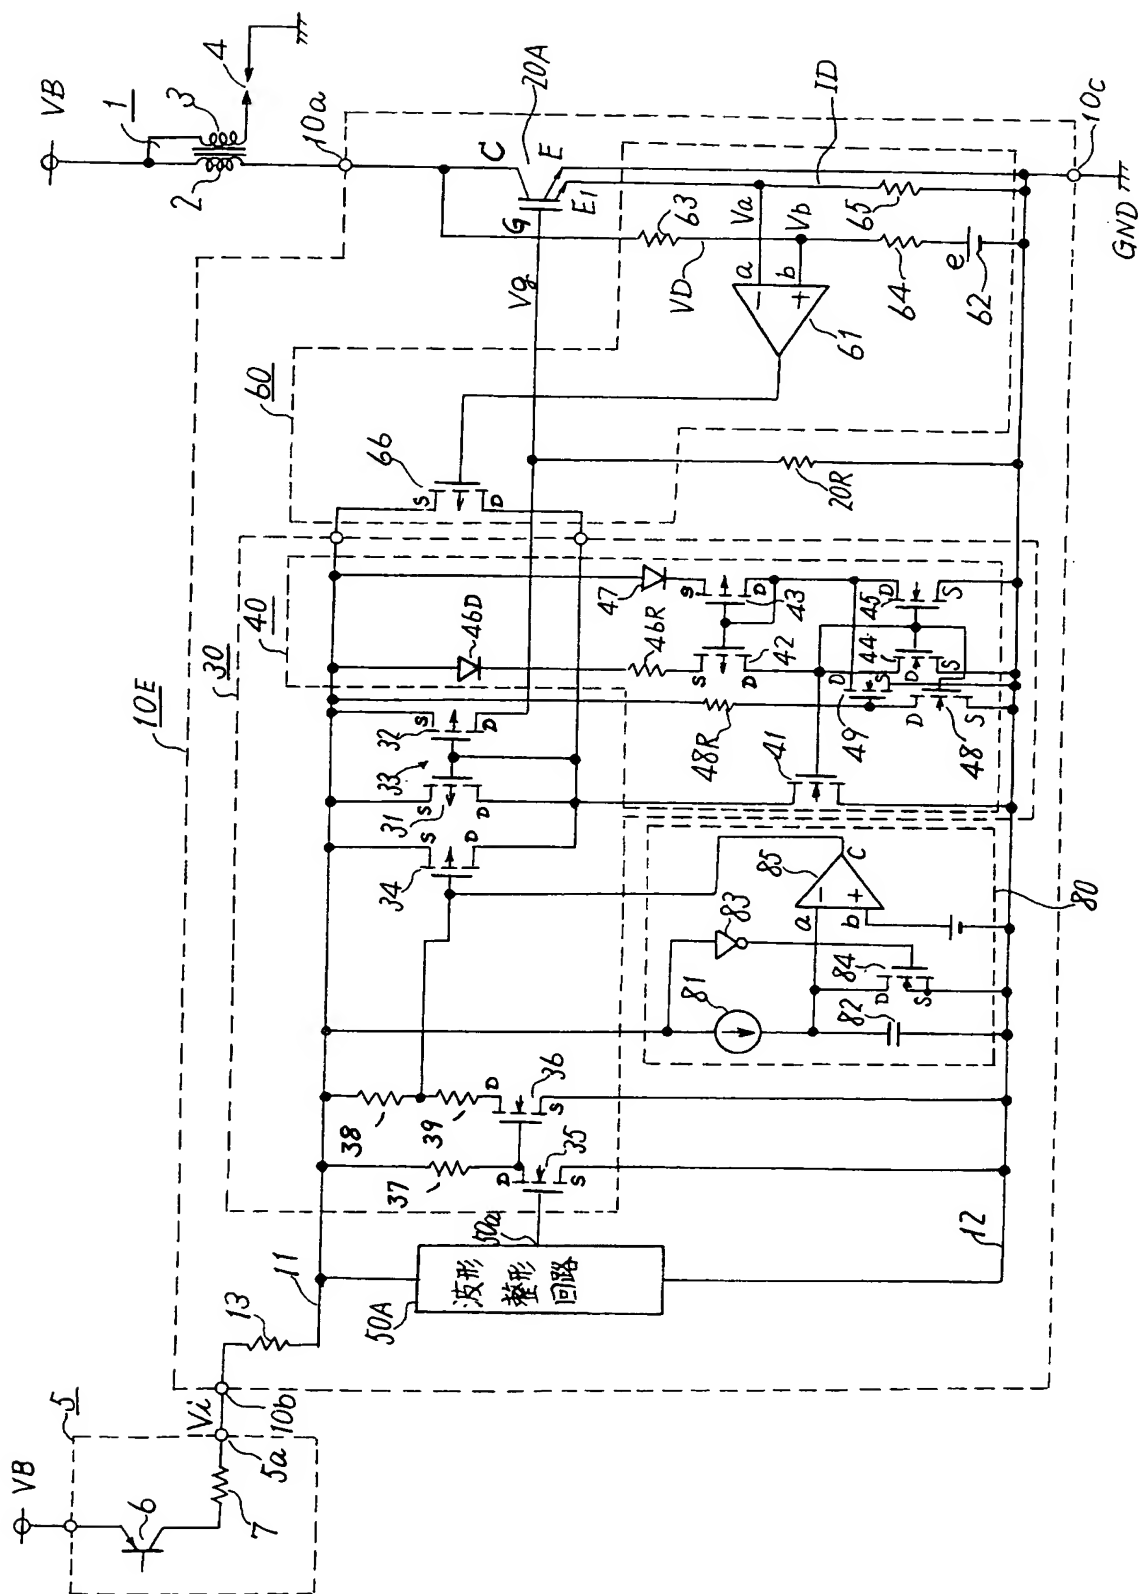 VB
5
6
7
5a
Vi
10b
13
11
50A
波形
整形
回路
50a
12
10E
30
37
38
39
D
S
35
D
S
36
34
S
D
31
S
D
33
32
S
D
40
46D
46R
47
S
D
42
S
D
43
48R
41
49
D
S
44
D
S
45
D
S
48
D
S
80
81
82
83
84
D
S
85
a
b
c
−
+
60
66
S
D
20R
Vg
61
a
b
−
+
Va
Vb
VD
ID
63
64
65
62
e
G
C
E
E1
20A
10a
VB
1
2
3
4
10c
GND